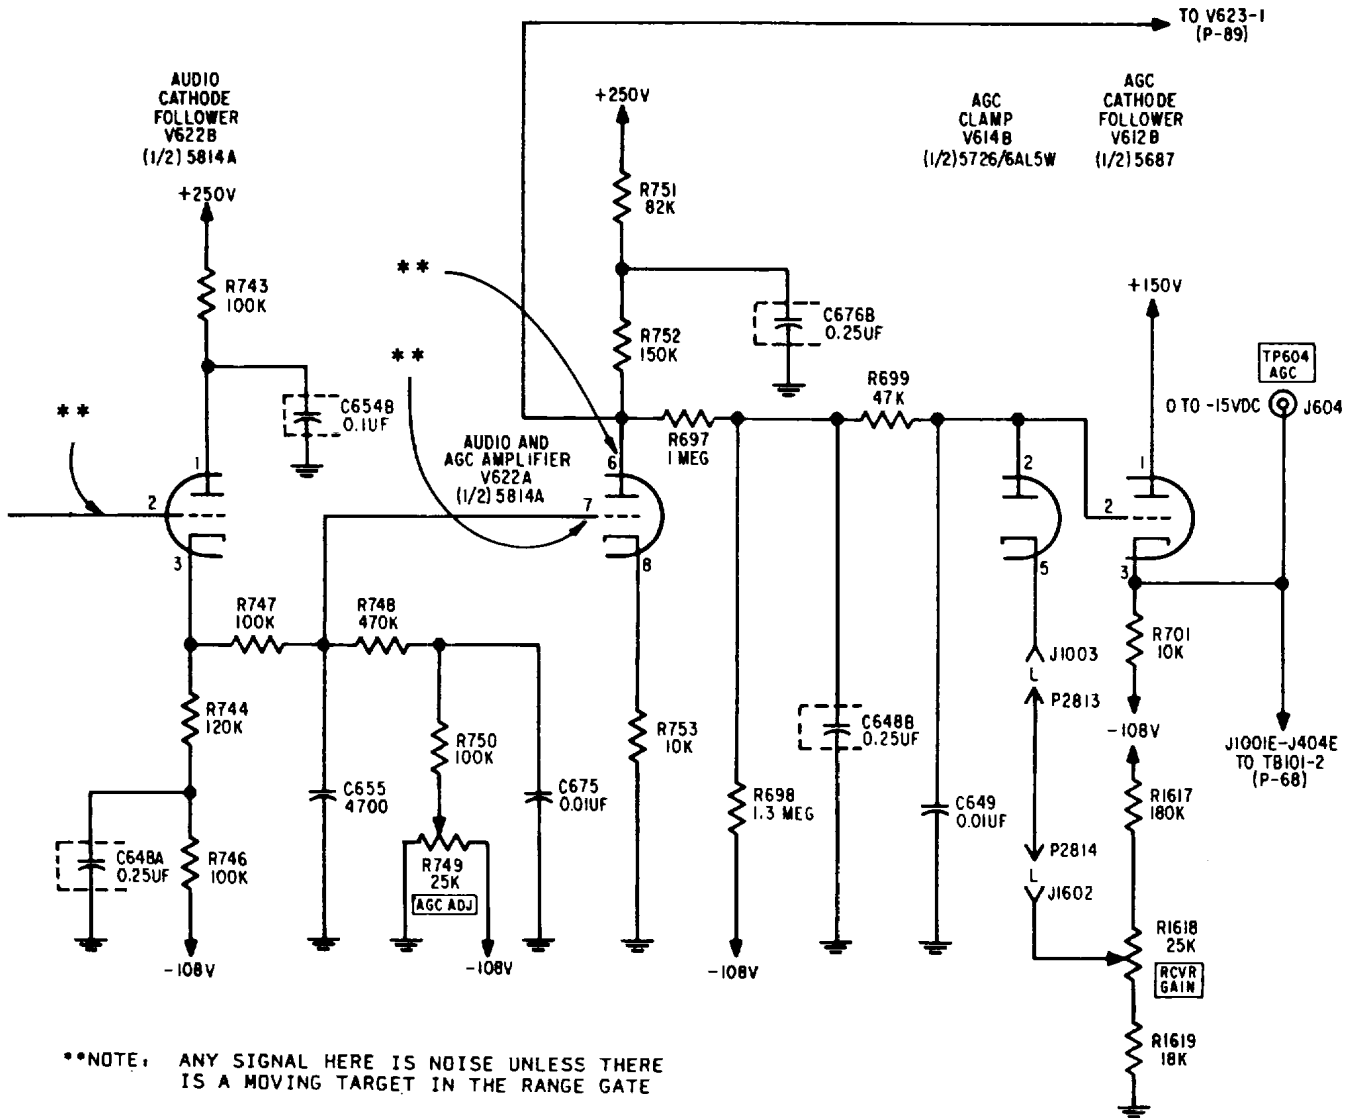 TO V623-1
(P-89)
AUDIO
CATHODE
FOLLOWER
V622B
(1/2) 5814A
+250V
R743
100K
C654B
0.1UF
**
1
2
3
**
**
+250V
R751
82K
R752
150K
C676B
0.25UF
AUDIO AND
AGC AMPLIFIER
V622A
(1/2) 5814A
6
7
8
R697
1 MEG
R699
47K
AGC
CLAMP
V614B
(1/2) 5726/6AL5W
AGC
CATHODE
FOLLOWER
V612B
(1/2) 5687
+150V
TP604
AGC
0 TO -15VDC
J604
2
5
1
2
3
R747
100K
R748
470K
R744
120K
R750
100K
C655
4700
C675
0.01UF
R753
10K
C648A
0.25UF
R746
100K
R749
25K
AGC ADJ
-108V
-108V
R698
1.3 MEG
-108V
C648B
0.25UF
C649
0.01UF
J1003
L
P2813
P2814
L
J1602
R701
10K
-108V
J1001E-J404E
TO TB101-2
(P-68)
R1617
180K
R1618
25K
RCVR
GAIN
R1619
18K
**NOTE: ANY SIGNAL HERE IS NOISE UNLESS THERE
IS A MOVING TARGET IN THE RANGE GATE